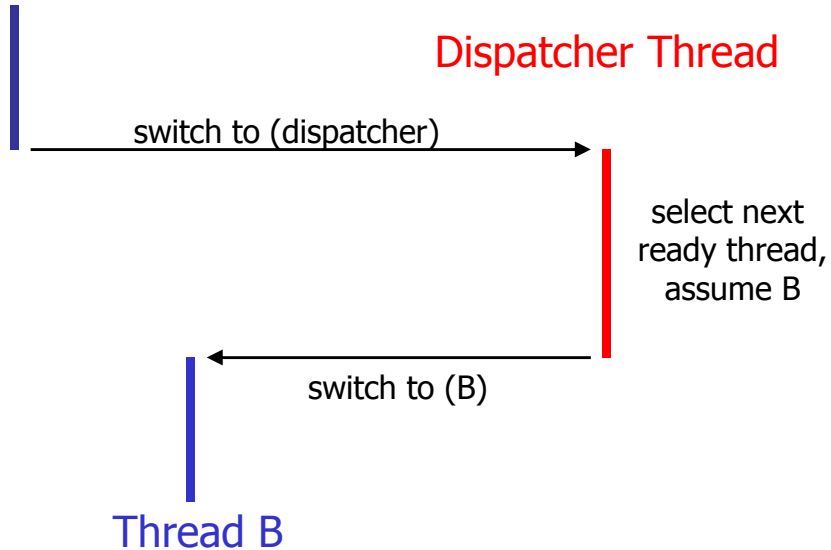 Dispatcher Thread
switch to (dispatcher)
select next
ready thread,
assume B
switch to (B)
Thread B